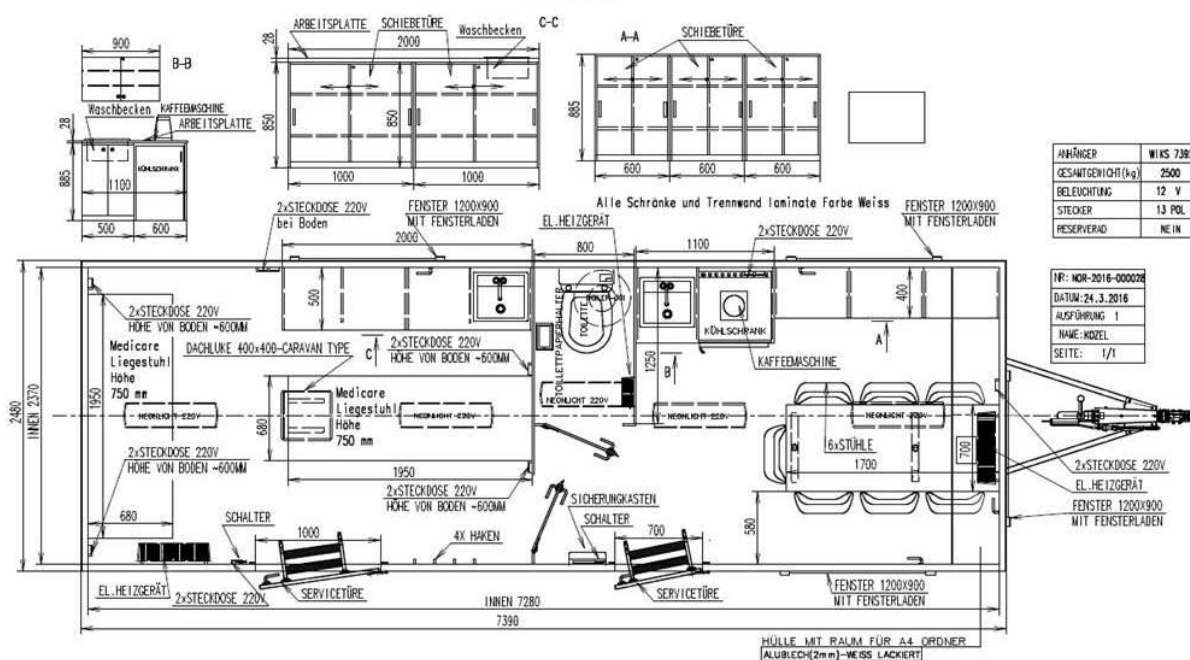 C-C
ARBEITSPLATTE
SCHIEBETÜRE
2000
Waschbecken
28
850
850
1000
1000
900
B-B
Waschbecken
KAFFEEMASCHINE
ARBEITSPLATTE
28
885
KÜHLSCHRANK
1100
500
600
A-A
SCHIEBETÜRE
885
600
600
600
ANHÄNGER WIKS 739
GESAMTGEWICHT(kg) 2500
BELEUCHTUNG 12 V
STECKER 13 POL
RESERVERAD NEIN
NR: NOR-2016-000028
DATUM:24.3.2016
AUSFÜHRUNG 1
NAME:KOZEL
SEITE: 1/1
Alle Schränke und Trennwand laminate Farbe Weiss
2xSTECKDOSE 220V
bei Boden
FENSTER 1200X900
MIT FENSTERLADEN
EL.HEIZGERÄT
2xSTECKDOSE 220V
FENSTER 1200X900
MIT FENSTERLADEN
2000
800
1100
500
400
2xSTECKDOSE 220V
HÖHE VON BODEN ~600MM
Medicare
Liegestuhl
Höhe
750 mm
DACHLUKE 400x400-CARAVAN TYPE
C
2xSTECKDOSE 220V
HÖHE VON BODEN ~600MM
TOILETTPAPIERHALTER
TOILETTE
1250
B
KÜHLSCHRANK
KAFFEEMASCHINE
A
2480
INNEN 2370
1950
680
Medicare
Liegestuhl
Höhe
750 mm
NEONLICHT 220V
NEONLICHT 220V
NEONLICHT 220V
NEONLICHT 220V
NEONLICHT 220V
6xSTÜHLE
1700
700
2xSTECKDOSE 220V
HÖHE VON BODEN ~600MM
1950
2xSTECKDOSE 220V
HÖHE VON BODEN ~600MM
680
2xSTECKDOSE 220V
EL.HEIZGERÄT
FENSTER 1200X900
MIT FENSTERLADEN
SCHALTER
1000
4X HAKEN
SICHERUNGKASTEN
SCHALTER
700
580
EL.HEIZGERÄT
2xSTECKDOSE 220V
SERVICETÜRE
SERVICETÜRE
FENSTER 1200X900
MIT FENSTERLADEN
INNEN 7280
7390
HÜLLE MIT RAUM FÜR A4 ORDNER
ALUBLECH(2mm)-WEISS LACKIERT